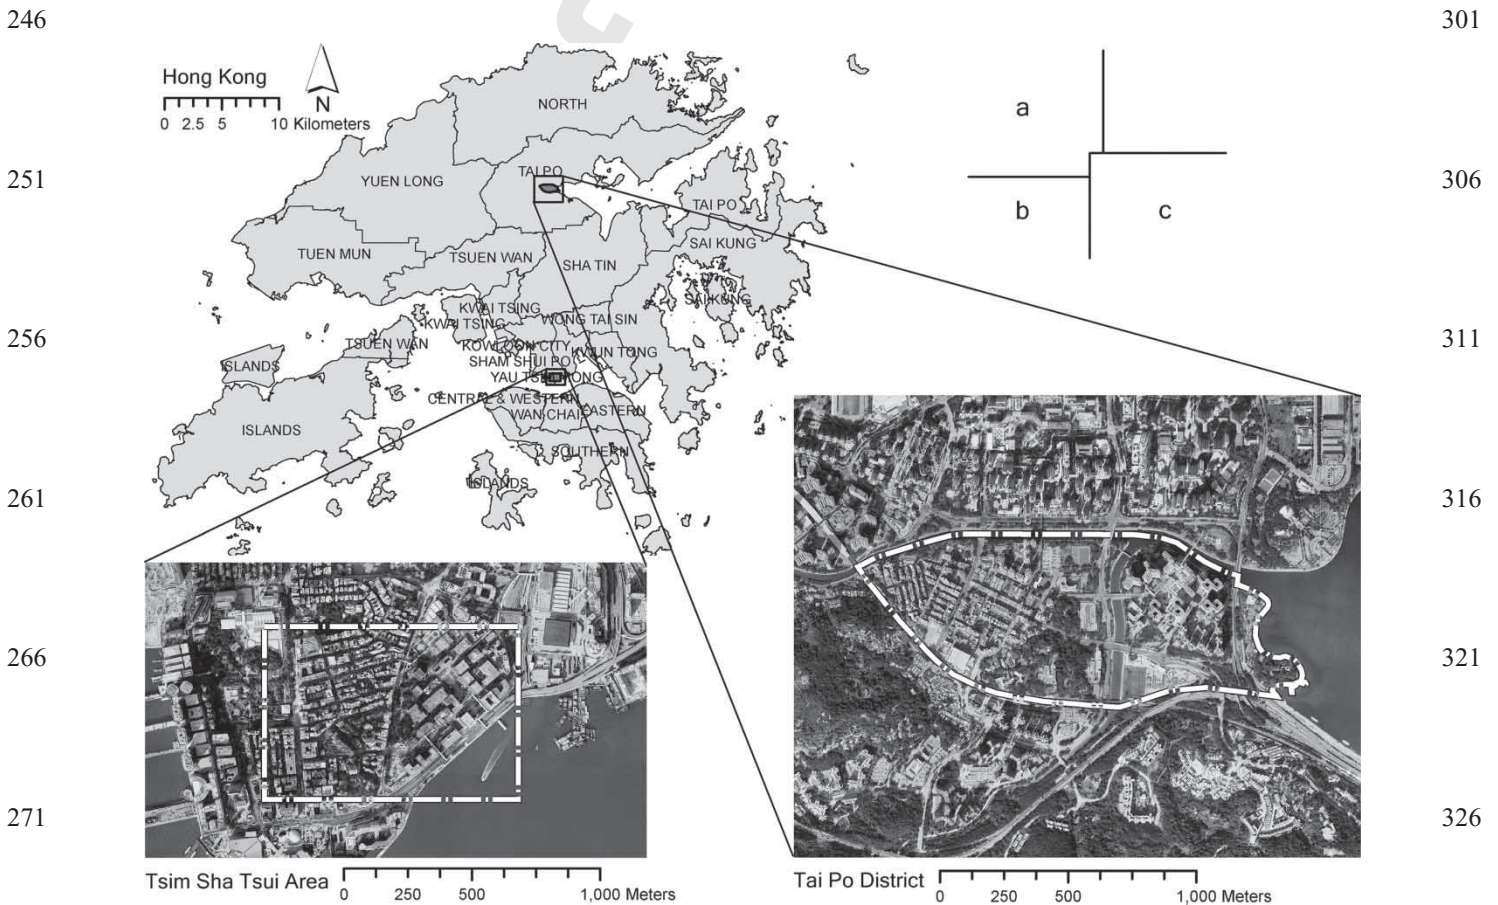 246
301
Hong Kong
N
0 2.5 5 10 Kilometers
a
b
c
NORTH
251
306
TAI PO
YUEN LONG
TAI PO
TUEN MUN
TSUEN WAN
SHA TIN
SAI KUNG
SAI KUNG
KWAI TSING
KWAI TSING
WONG TAI SIN
256
311
TSUEN WAN
KOWLOON CITY
KWUN TONG
ISLANDS
SHAM SHUI PO
YAU TSIM MONG
CENTRAL & WESTERN
WAN CHAI
EASTERN
ISLANDS
SOUTHERN
ISLANDS
261
316
266
321
271
326
Tsim Sha Tsui Area
0 250 500 1,000 Meters
Tai Po District
0 250 500 1,000 Meters